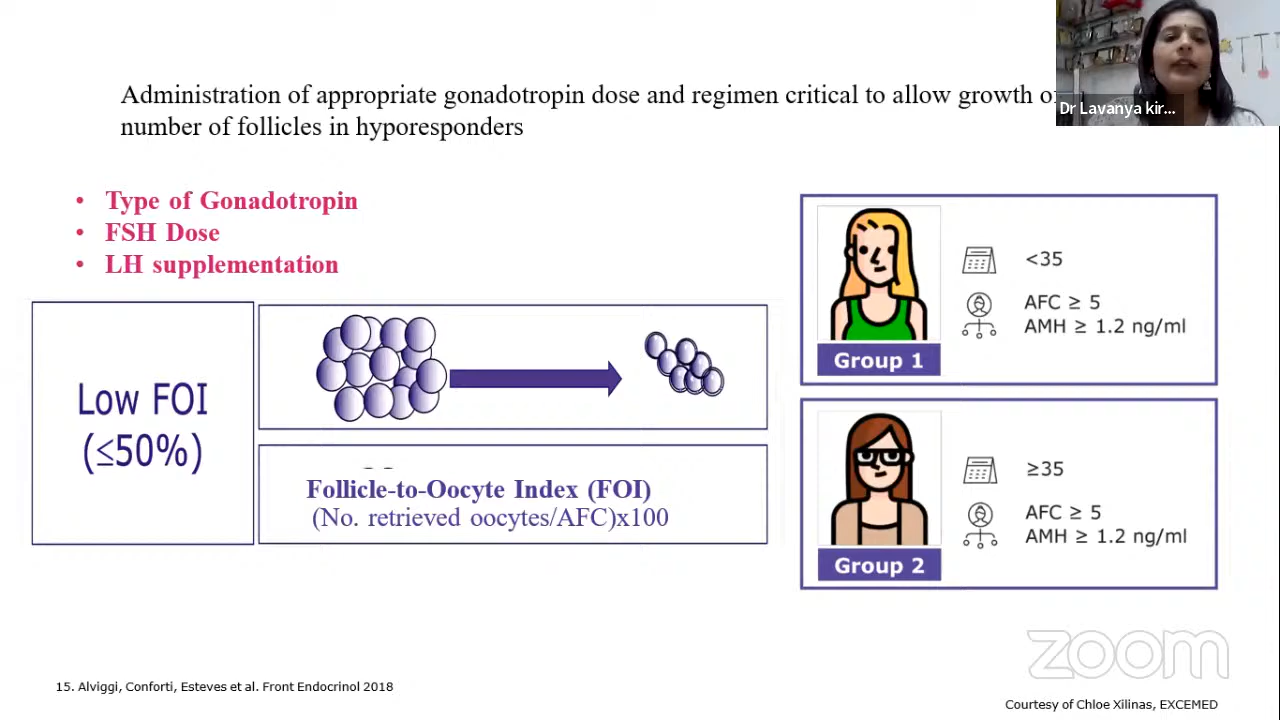 Administration of appropriate gonadotropin dose and regimen critical to allow growth
number of follicles in hyporesponders
Dr Lavanya kir...
• Type of Gonadotropin
• FSH Dose
• LH supplementation
Low FOI
(≤50%)
Follicle-to-Oocyte Index (FOI)
(No. retrieved oocytes/AFC)x100
<35
AFC ≥ 5
AMH ≥ 1.2 ng/ml
Group 1
≥35
AFC ≥ 5
AMH ≥ 1.2 ng/ml
Group 2
zoom
15. Alviggi, Conforti, Esteves et al. Front Endocrinol 2018
Courtesy of Chloe Xilinas, EXCEMED